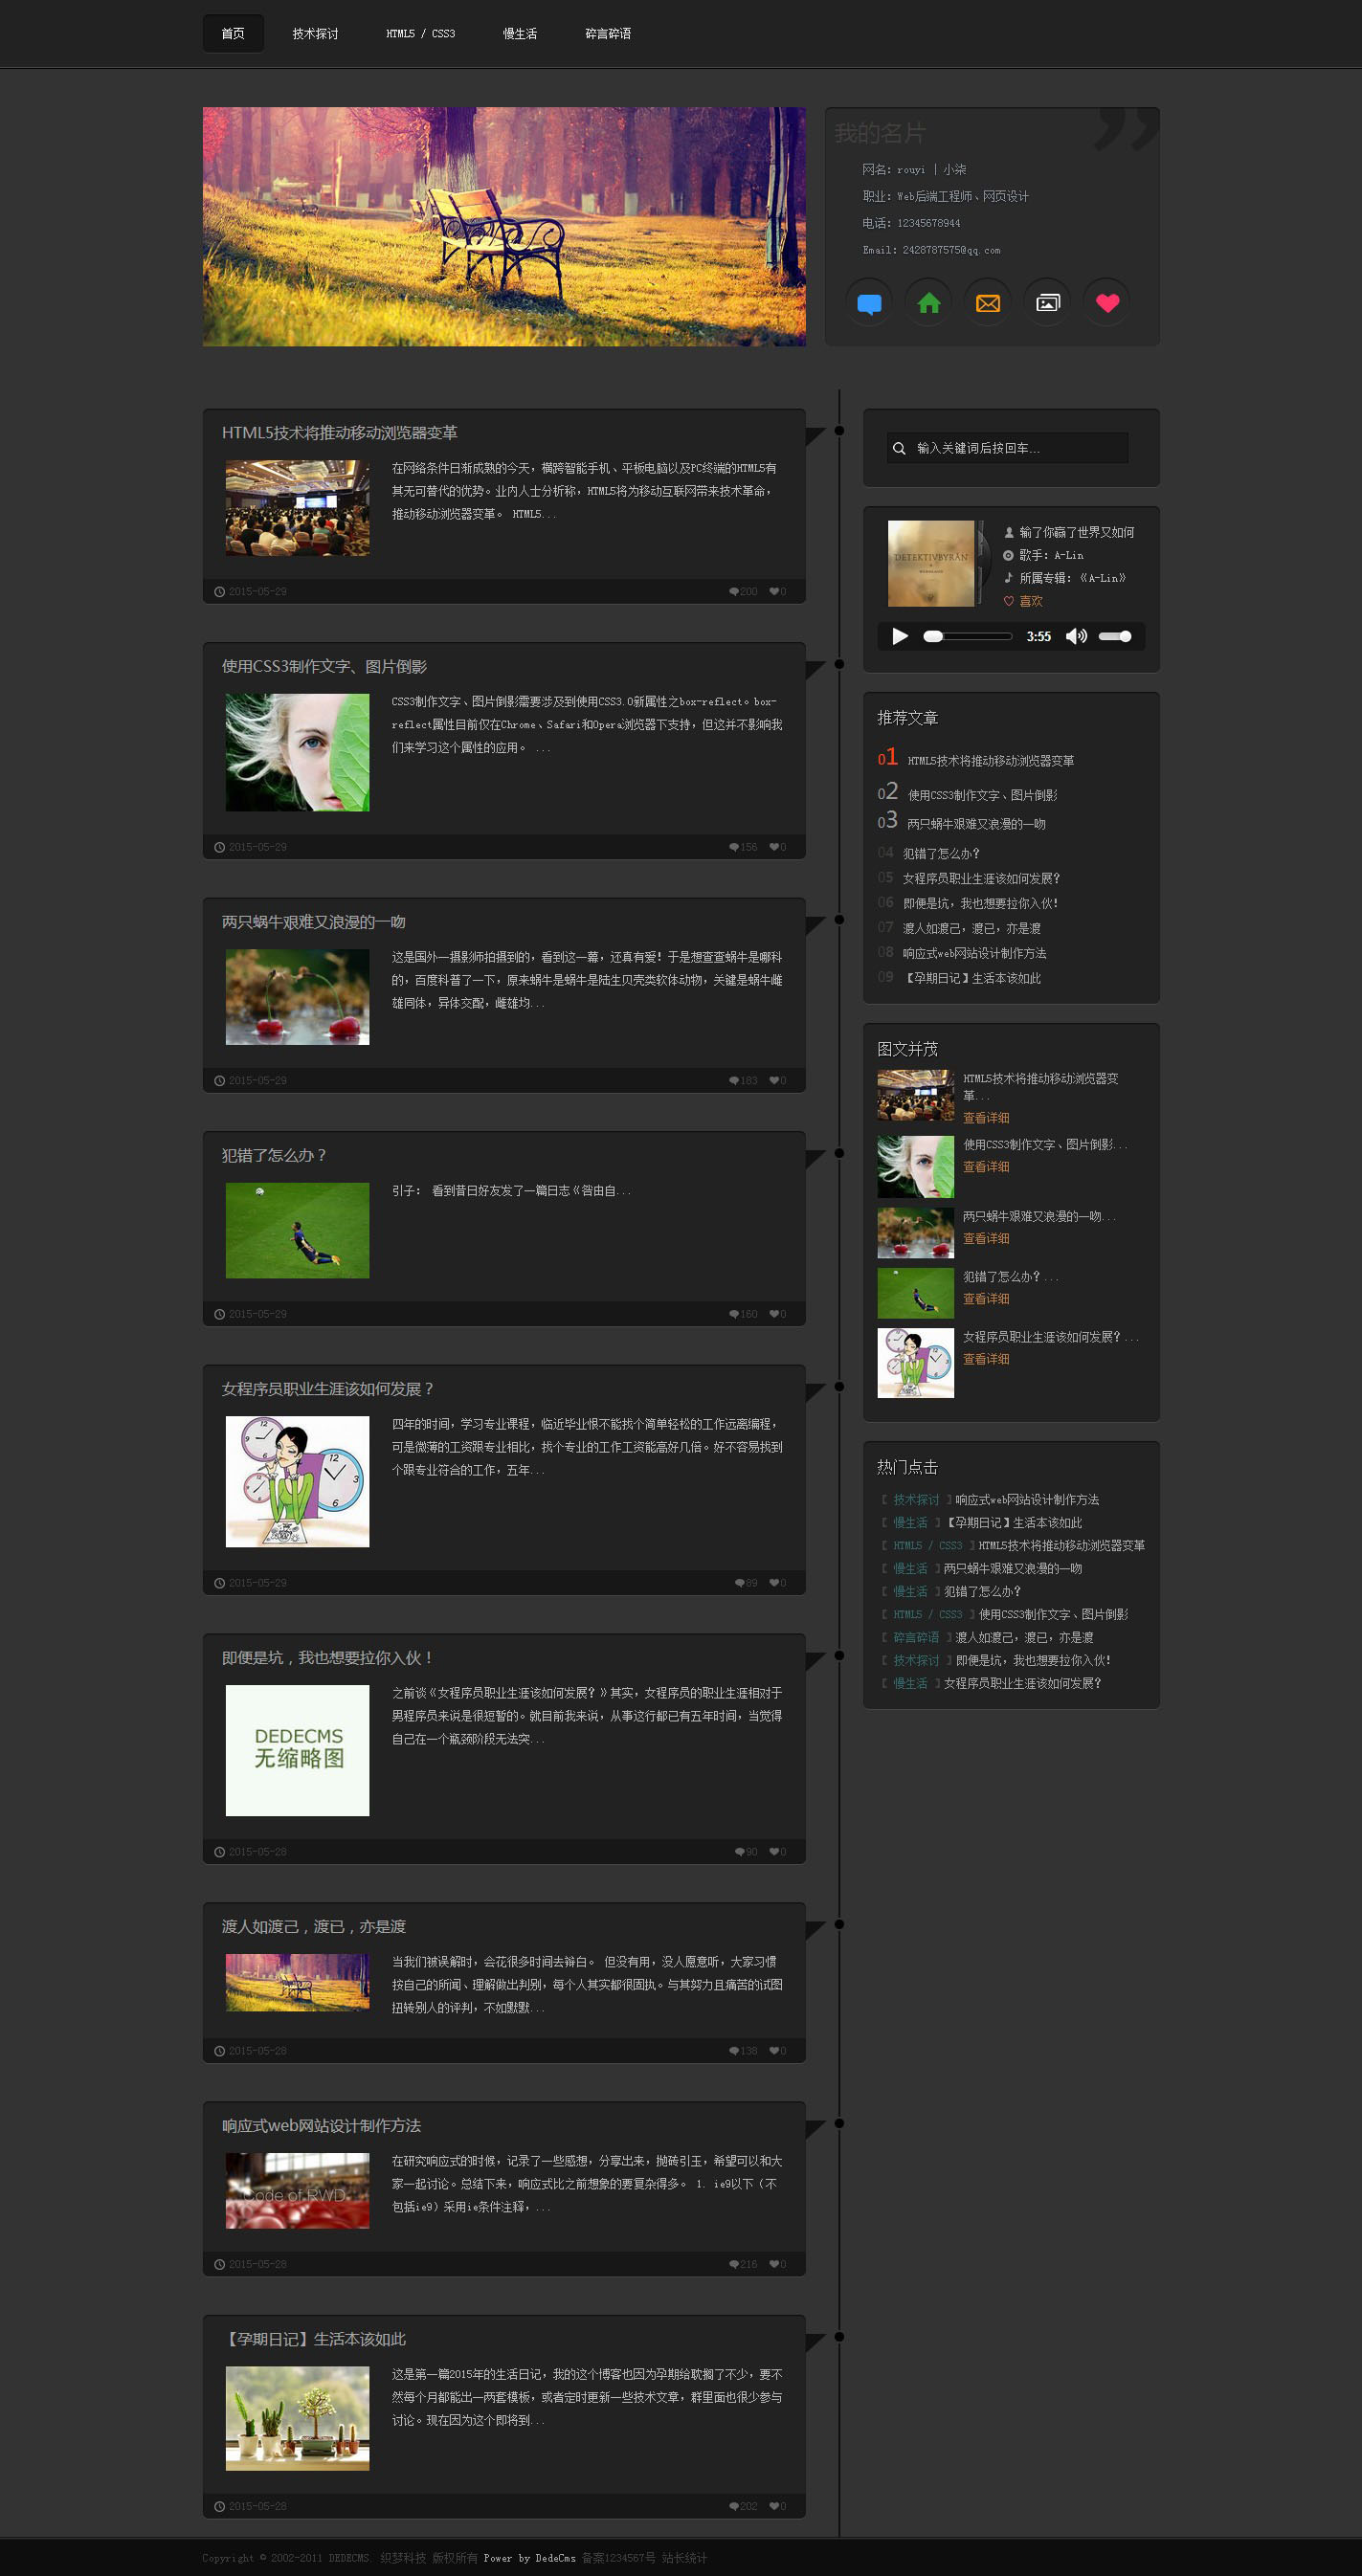 首页 技术探讨 HTML5 / CSS3 慢生活 碎言碎语
我的名片
网名：rouyi | 小柒
职业：Web后端工程师、网页设计
电话：12345678944
Email：2428787575@qq.com
HTML5技术将推动移动浏览器变革
在网络条件日渐成熟的今天，横跨智能手机、平板电脑以及PC终端的HTML5有
其无可替代的优势。业内人士分析称，HTML5将为移动互联网带来技术革命，
推动移动浏览器变革。 HTML5...
2015-05-29 200 0
使用CSS3制作文字、图片倒影
CSS3制作文字、图片倒影需要涉及到使用CSS3.0新属性之box-reflect。box-
reflect属性目前仅在Chrome、Safari和Opera浏览器下支持，但这并不影响我
们来学习这个属性的应用。 ...
2015-05-29 156 0
两只蜗牛艰难又浪漫的一吻
这是国外一摄影师拍摄到的，看到这一幕，还真有爱！于是想查查蜗牛是哪科
的，百度科普了一下，原来蜗牛是蜗牛是陆生贝壳类软体动物，关键是蜗牛雌
雄同体，异体交配，雌雄均...
2015-05-29 183 0
犯错了怎么办？
引子： 看到昔日好友发了一篇日志《咎由自...
2015-05-29 160 0
女程序员职业生涯该如何发展？
四年的时间，学习专业课程，临近毕业恨不能找个简单轻松的工作远离编程，
可是微薄的工资跟专业相比，找个专业的工作工资能高好几倍。好不容易找到
个跟专业符合的工作，五年...
2015-05-29 89 0
即便是坑，我也想要拉你入伙！
DEDECMS
无缩略图
之前谈《女程序员职业生涯该如何发展？》其实，女程序员的职业生涯相对于
男程序员来说是很短暂的。就目前我来说，从事这行都已有五年时间，当觉得
自己在一个瓶颈阶段无法突...
2015-05-28 90 0
渡人如渡己，渡已，亦是渡
当我们被误解时，会花很多时间去辩白。 但没有用，没人愿意听，大家习惯
按自己的所闻、理解做出判别，每个人其实都很固执。与其努力且痛苦的试图
扭转别人的评判，不如默默...
2015-05-28 138 0
响应式web网站设计制作方法
Code of RWD
在研究响应式的时候，记录了一些感想，分享出来，抛砖引玉，希望可以和大
家一起讨论。总结下来，响应式比之前想象的要复杂得多。 1. ie9以下（不
包括ie9）采用ie条件注释，...
2015-05-28 216 0
【孕期日记】生活本该如此
这是第一篇2015年的生活日记，我的这个博客也因为孕期给耽搁了不少，要不
然每个月都能出一两套模板，或者定时更新一些技术文章，群里面也很少参与
讨论。现在因为这个即将到...
2015-05-28 202 0
输入关键词后按回车…
DETEKTIVBYRÅN
输了你赢了世界又如何
歌手：A-Lin
所属专辑：《A-Lin》
喜欢
3:55
推荐文章
01 HTML5技术将推动移动浏览器变革
02 使用CSS3制作文字、图片倒影
03 两只蜗牛艰难又浪漫的一吻
04 犯错了怎么办？
05 女程序员职业生涯该如何发展？
06 即便是坑，我也想要拉你入伙！
07 渡人如渡己，渡已，亦是渡
08 响应式web网站设计制作方法
09 【孕期日记】生活本该如此
图文并茂
HTML5技术将推动移动浏览器变
革...
查看详细
使用CSS3制作文字、图片倒影...
查看详细
两只蜗牛艰难又浪漫的一吻...
查看详细
犯错了怎么办？...
查看详细
女程序员职业生涯该如何发展？...
查看详细
热门点击
[ 技术探讨 ]响应式web网站设计制作方法
[ 慢生活 ]【孕期日记】生活本该如此
[ HTML5 / CSS3 ]HTML5技术将推动移动浏览器变革
[ 慢生活 ]两只蜗牛艰难又浪漫的一吻
[ 慢生活 ]犯错了怎么办？
[ HTML5 / CSS3 ]使用CSS3制作文字、图片倒影
[ 碎言碎语 ]渡人如渡己，渡已，亦是渡
[ 技术探讨 ]即便是坑，我也想要拉你入伙！
[ 慢生活 ]女程序员职业生涯该如何发展？
Copyright © 2002-2011 DEDECMS. 织梦科技 版权所有 Power by DedeCms 备案1234567号 站长统计